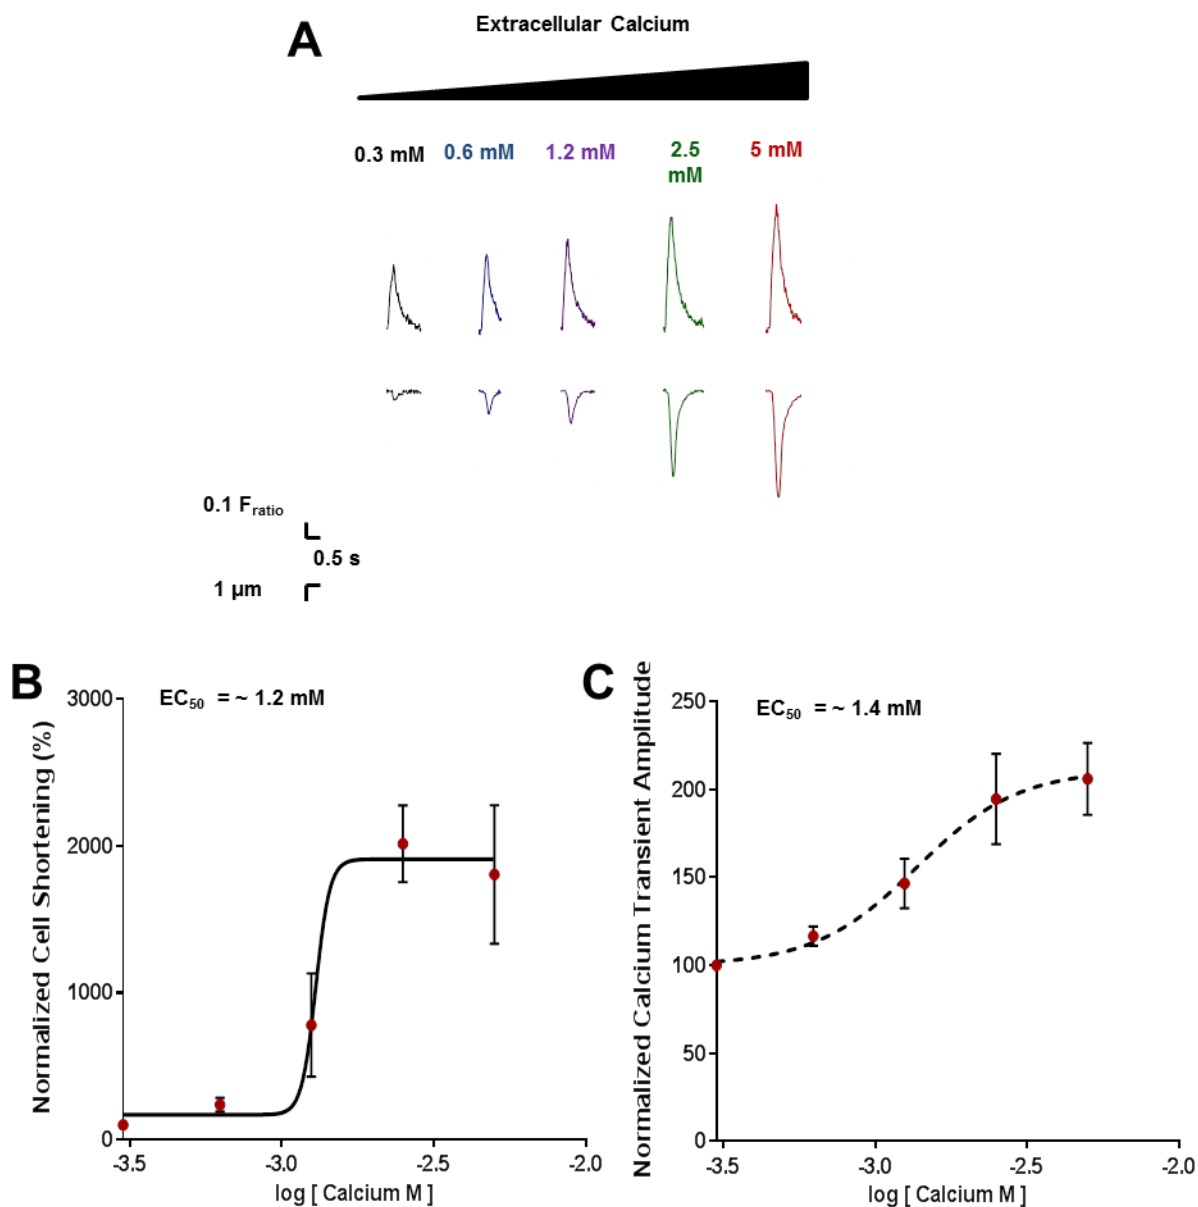 A
Extracellular Calcium
0.3 mM
0.6 mM
1.2 mM
2.5
mM
5 mM
0.1 Fratio
0.5 s
1 µm
B
EC50 = ~ 1.2 mM
Normalized Cell Shortening (%)
3000
2000
1000
0
-3.5
-3.0
-2.5
-2.0
log [ Calcium M ]
C
EC50 = ~ 1.4 mM
Normalized Calcium Transient Amplitude
250
200
150
100
50
0
-3.5
-3.0
-2.5
-2.0
log [ Calcium M ]